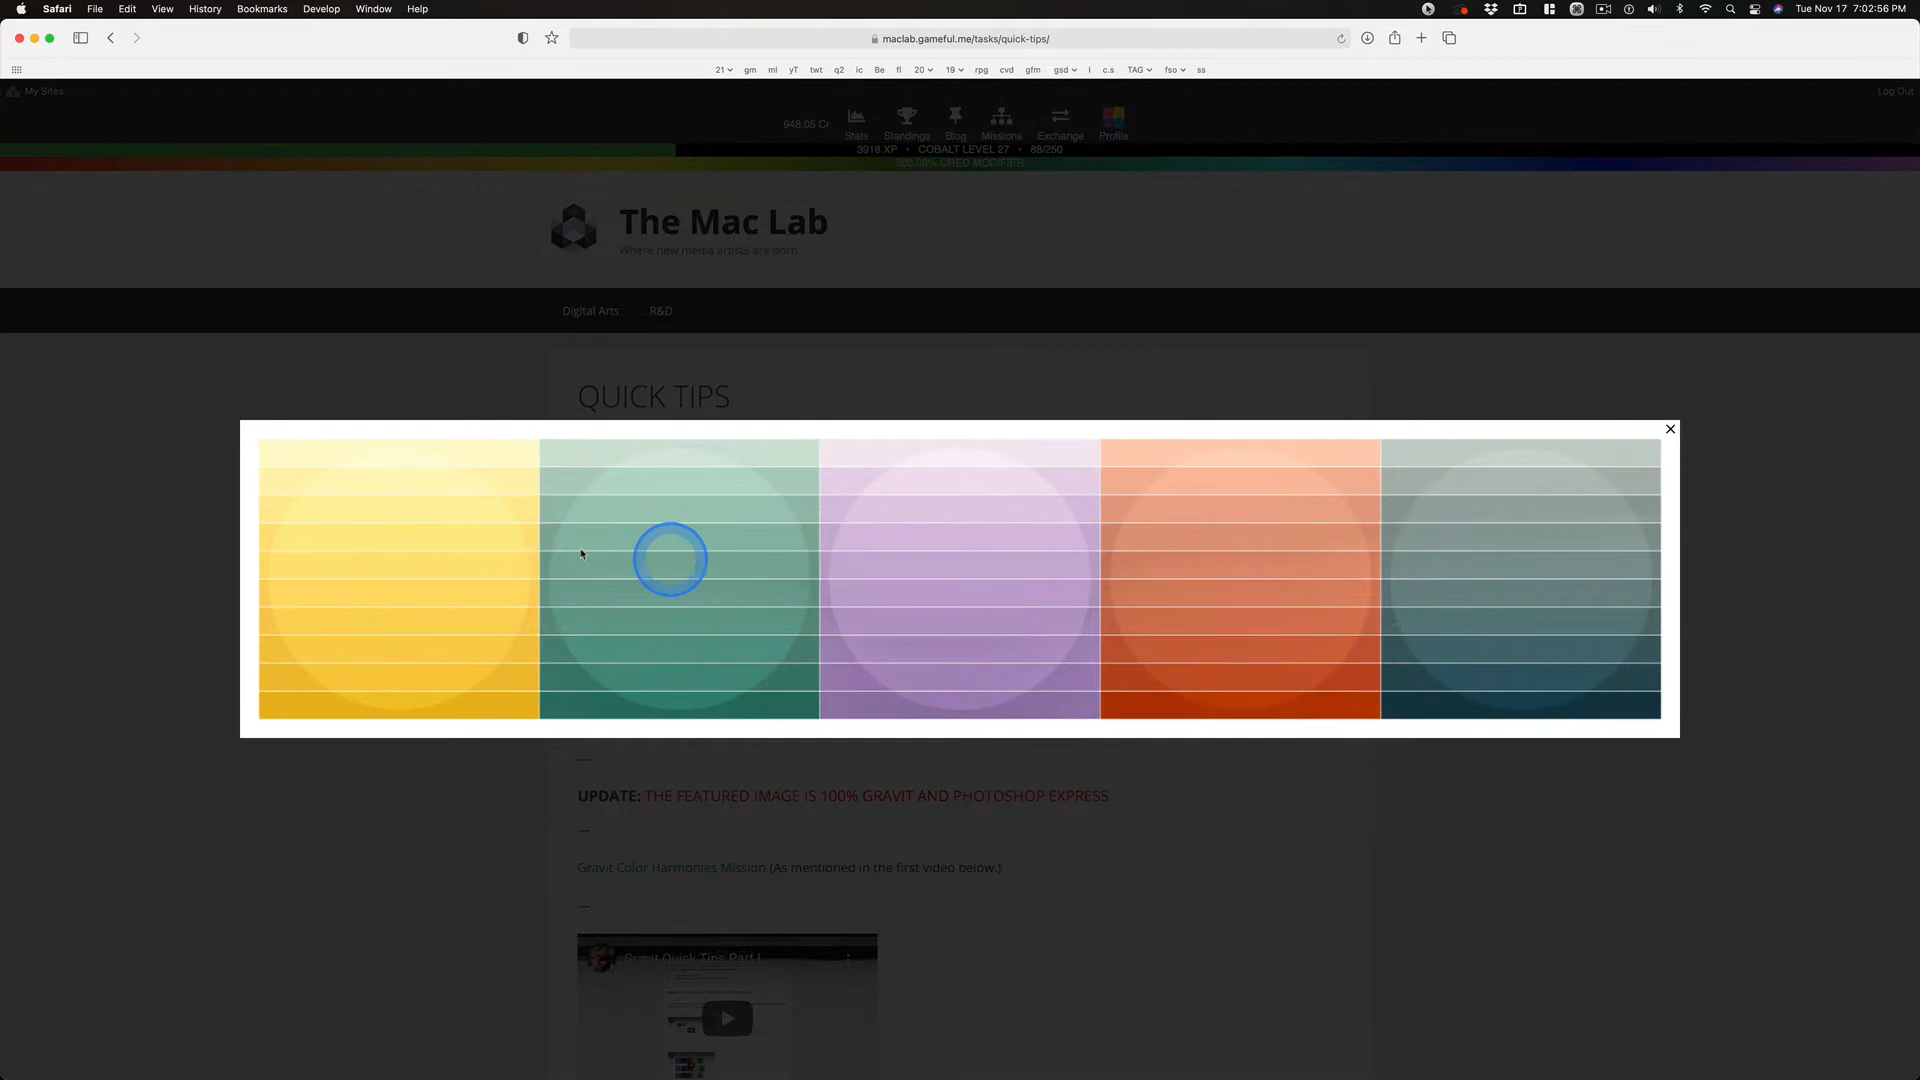 Safari File Edit View History Bookmarks Develop Window Help Tue Nov 17 7:02:56 PM
maclab.gameful.me/tasks/quick-tips/
21 gm ml yT twt q2 ic Be fl 20 19 rpg cvd gfm gsd l c.s TAG fso ss
My Sites Log Out
948.05 Cr Stats Standings Blog Missions Exchange Profile
3918 XP • COBALT LEVEL 27 • 88/250
200.00% CRED MODIFIER
The Mac Lab
Where new media artists are born
Digital Arts R&D
QUICK TIPS
UPDATE: THE FEATURED IMAGE IS 100% GRAVIT AND PHOTOSHOP EXPRESS
Gravit Color Harmonies Mission (As mentioned in the first video below.)
Gravit Quick Tips Part I